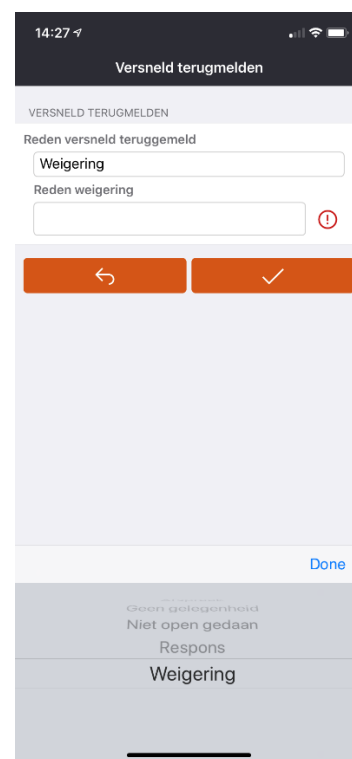 14:27
Versneld terugmelden
VERSNELD TERUGMELDEN
Reden versneld teruggemeld
Weigering
Reden weigering
Done
Geen gelegenheid
Niet open gedaan
Respons
Weigering